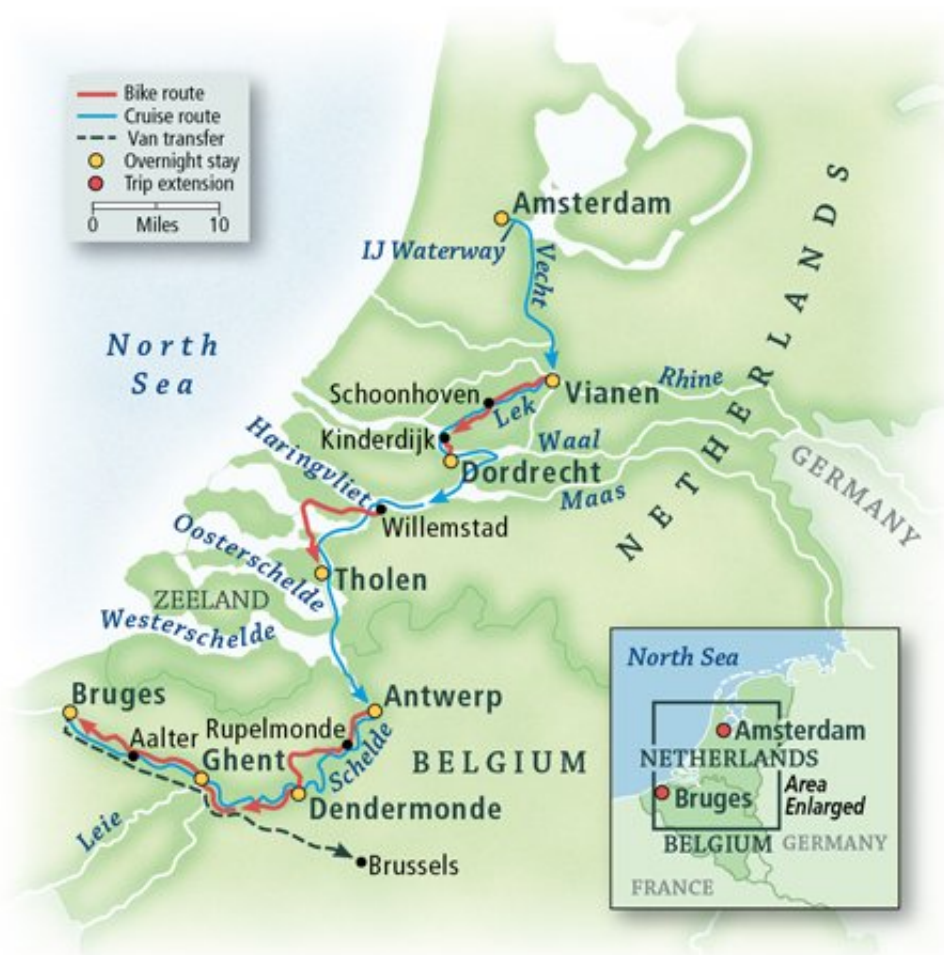 Bike route
Cruise route
Van transfer
Overnight stay
Trip extension
0 Miles 10
Amsterdam
IJ Waterway
Vecht
North
Sea
NETHERLANDS
Schoonhoven
Vianen
Rhine
Lek
Kinderdijk
Waal
Dordrecht
Haringvliet
Maas
GERMANY
Willemstad
Oosterschelde
Tholen
ZEELAND
Westerschelde
Bruges
Antwerp
Aalter
Rupelmonde
Ghent
Schelde
BELGIUM
Dendermonde
Leie
Brussels
North Sea
Amsterdam
NETHERLANDS
Bruges
Area
Enlarged
BELGIUM
GERMANY
FRANCE